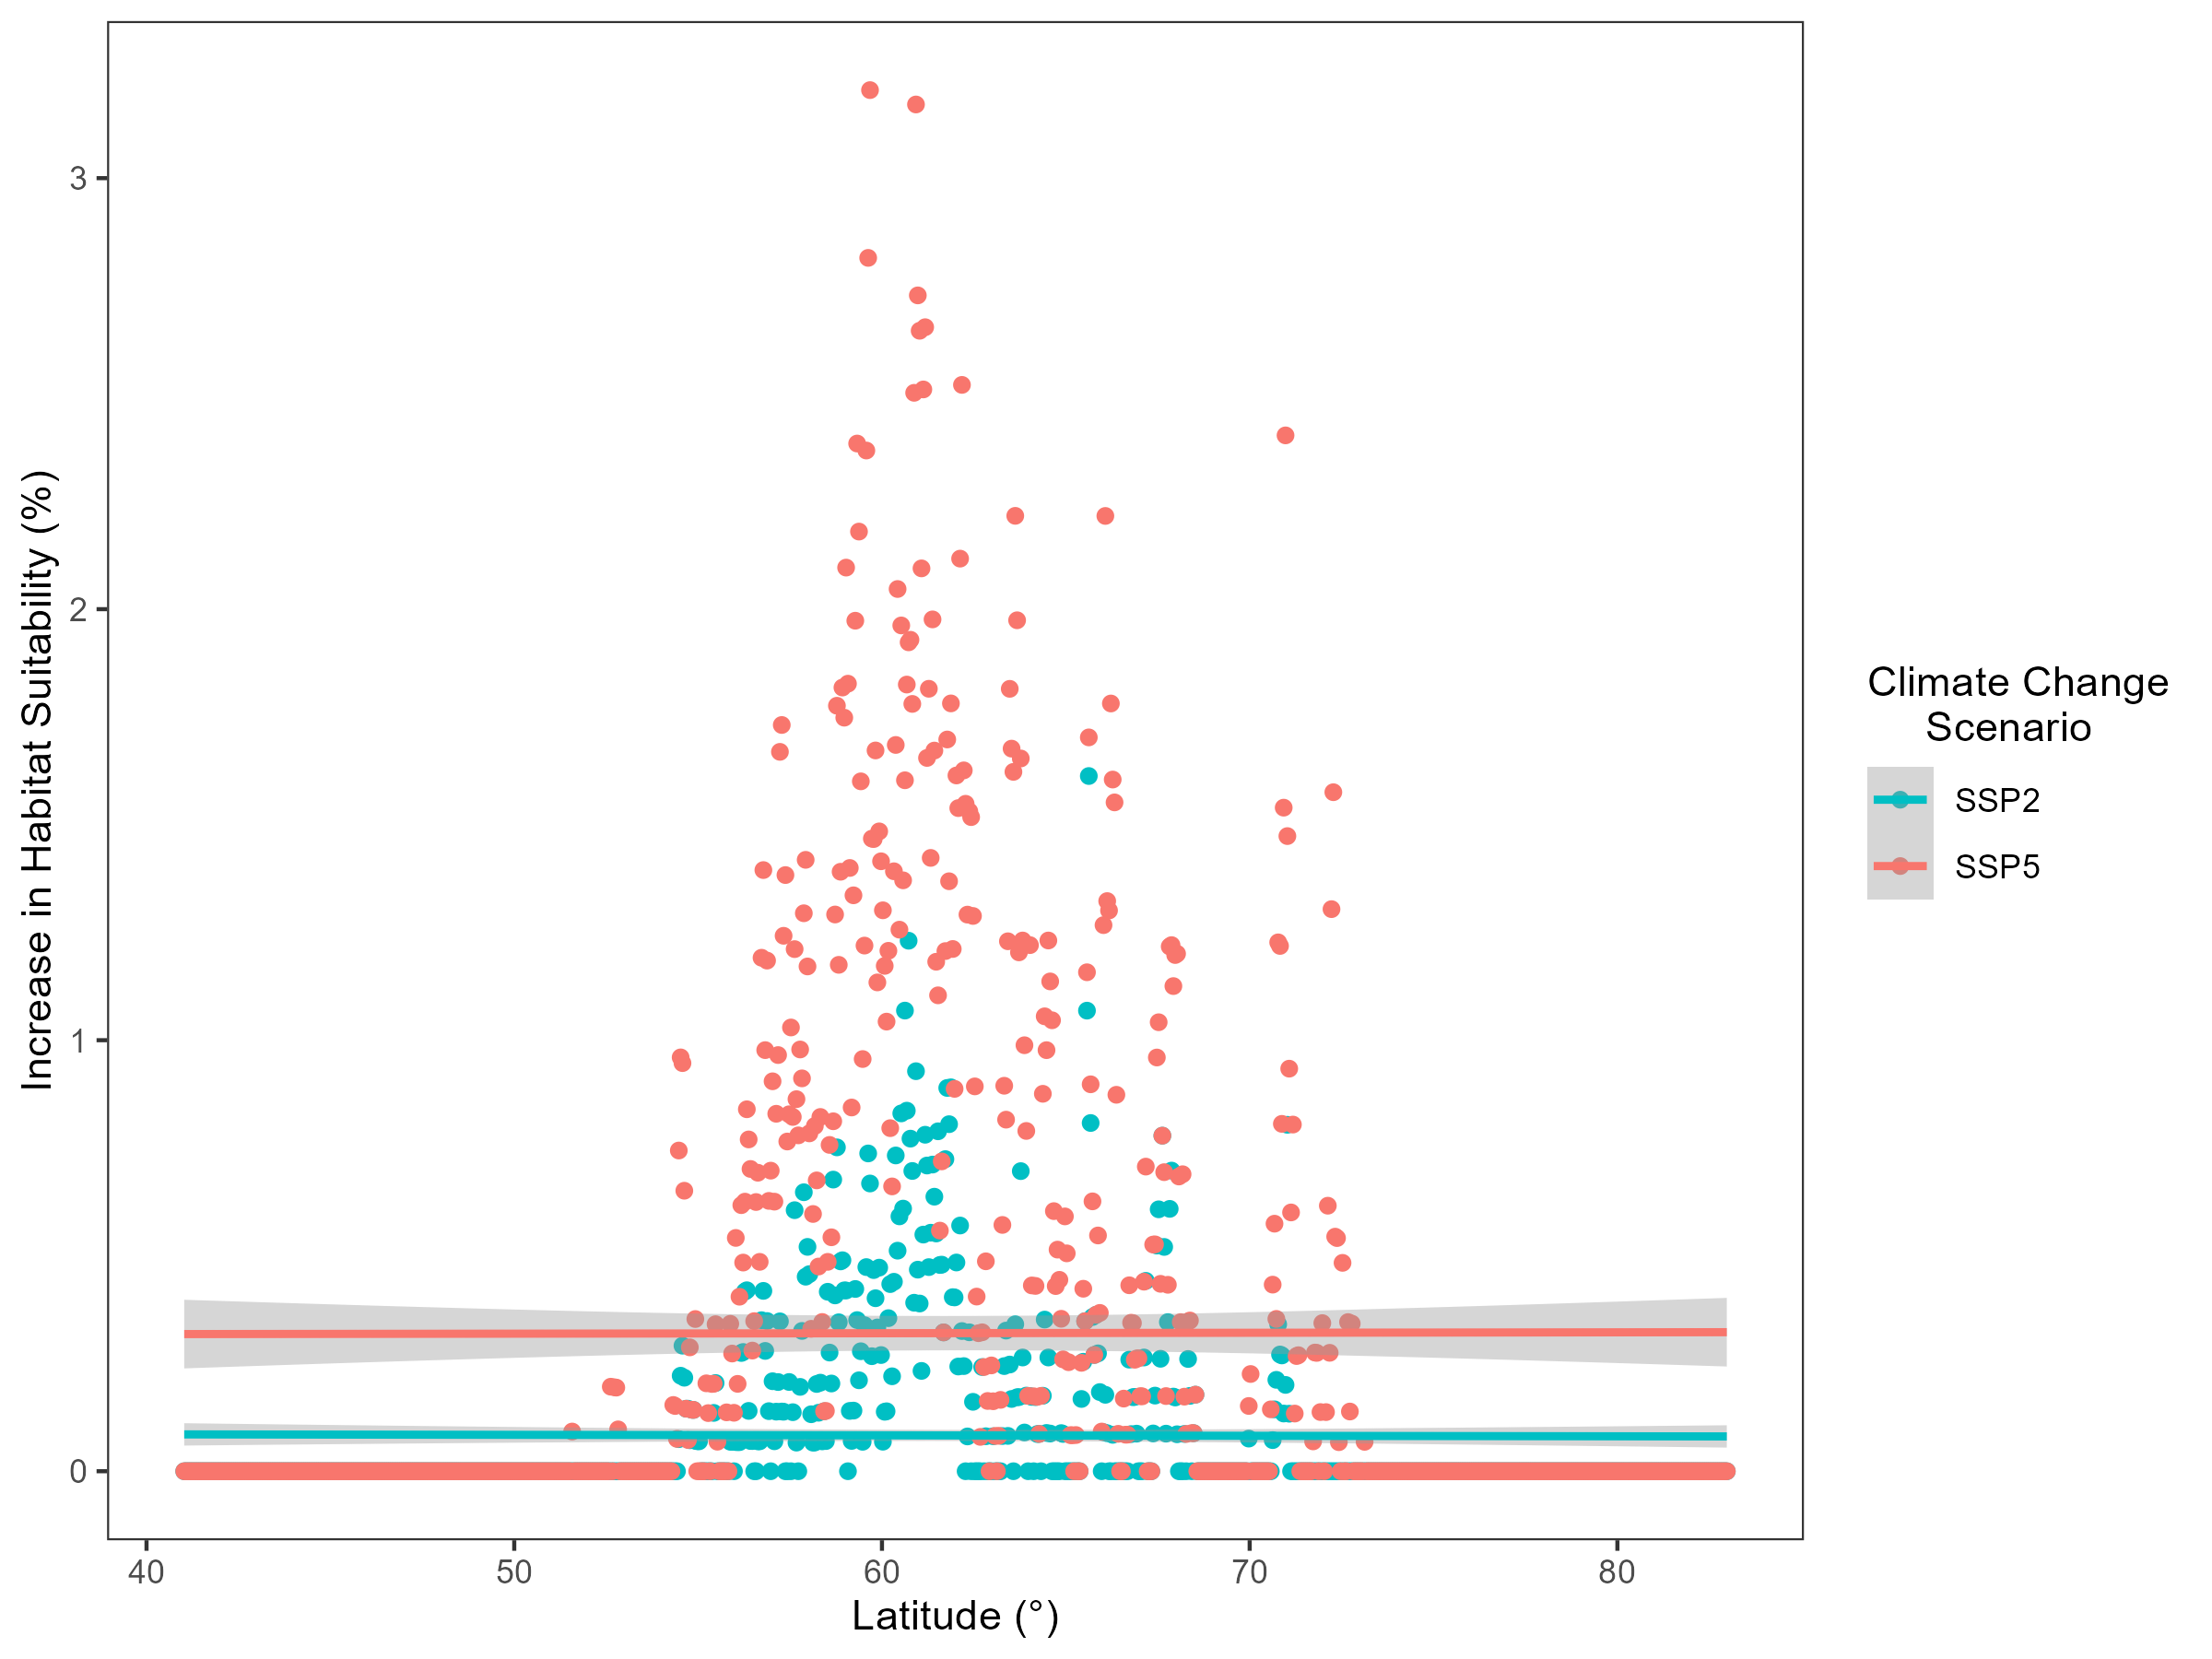 3
2
1
0
Increase in Habitat Suitability (%)
40
50
60
70
80
Latitude (°)
Climate Change
Scenario
SSP2
SSP5